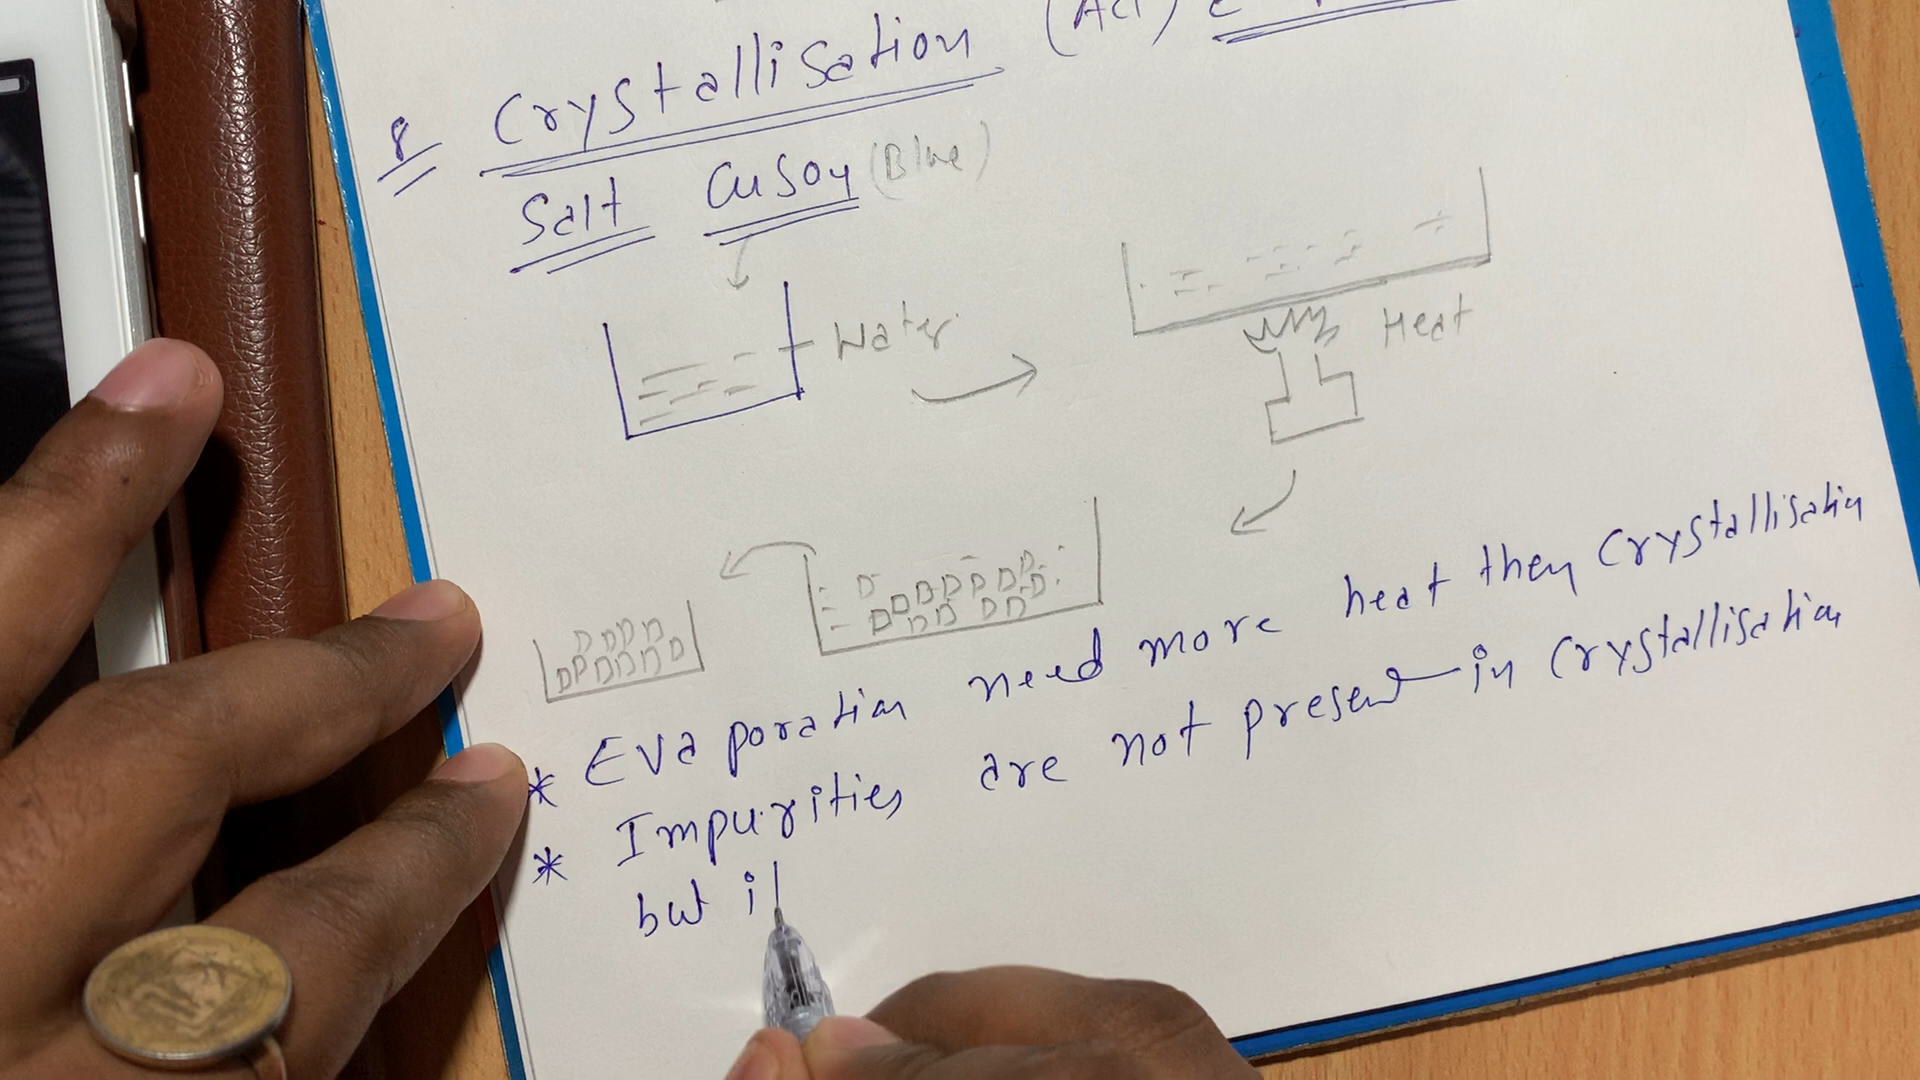 8 Crystallisation
Salt CuSO4 (Blue)
Water
Heat
* Evaporation need more heat then Crystallisation
* Impurities are not present in Crystallisation
but